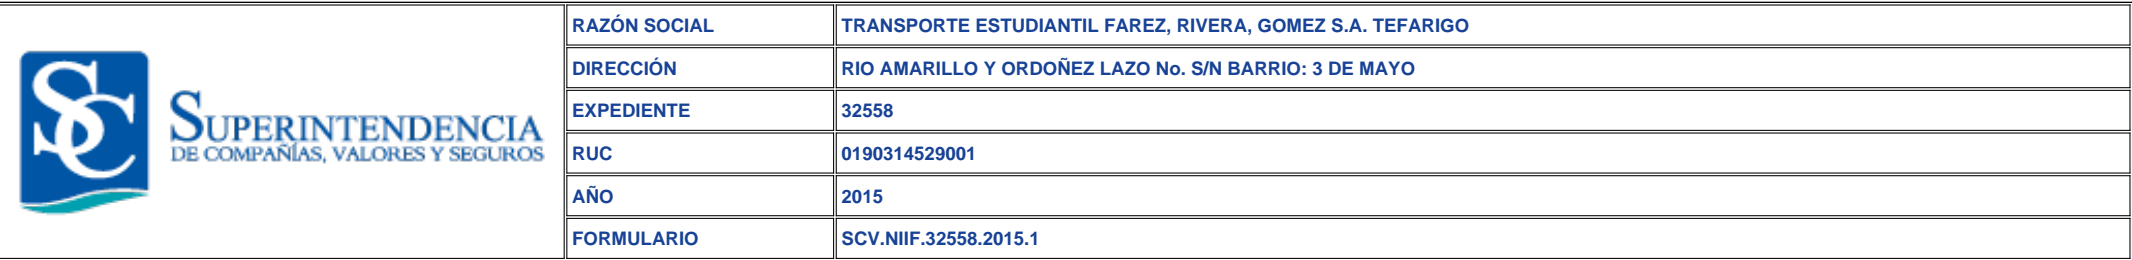 SC
SUPERINTENDENCIA
DE COMPAÑÍAS, VALORES Y SEGUROS
RAZÓN SOCIAL TRANSPORTE ESTUDIANTIL FAREZ, RIVERA, GOMEZ S.A. TEFARIGO
DIRECCIÓN RIO AMARILLO Y ORDOÑEZ LAZO No. S/N BARRIO: 3 DE MAYO
EXPEDIENTE 32558
RUC 0190314529001
AÑO 2015
FORMULARIO SCV.NIIF.32558.2015.1